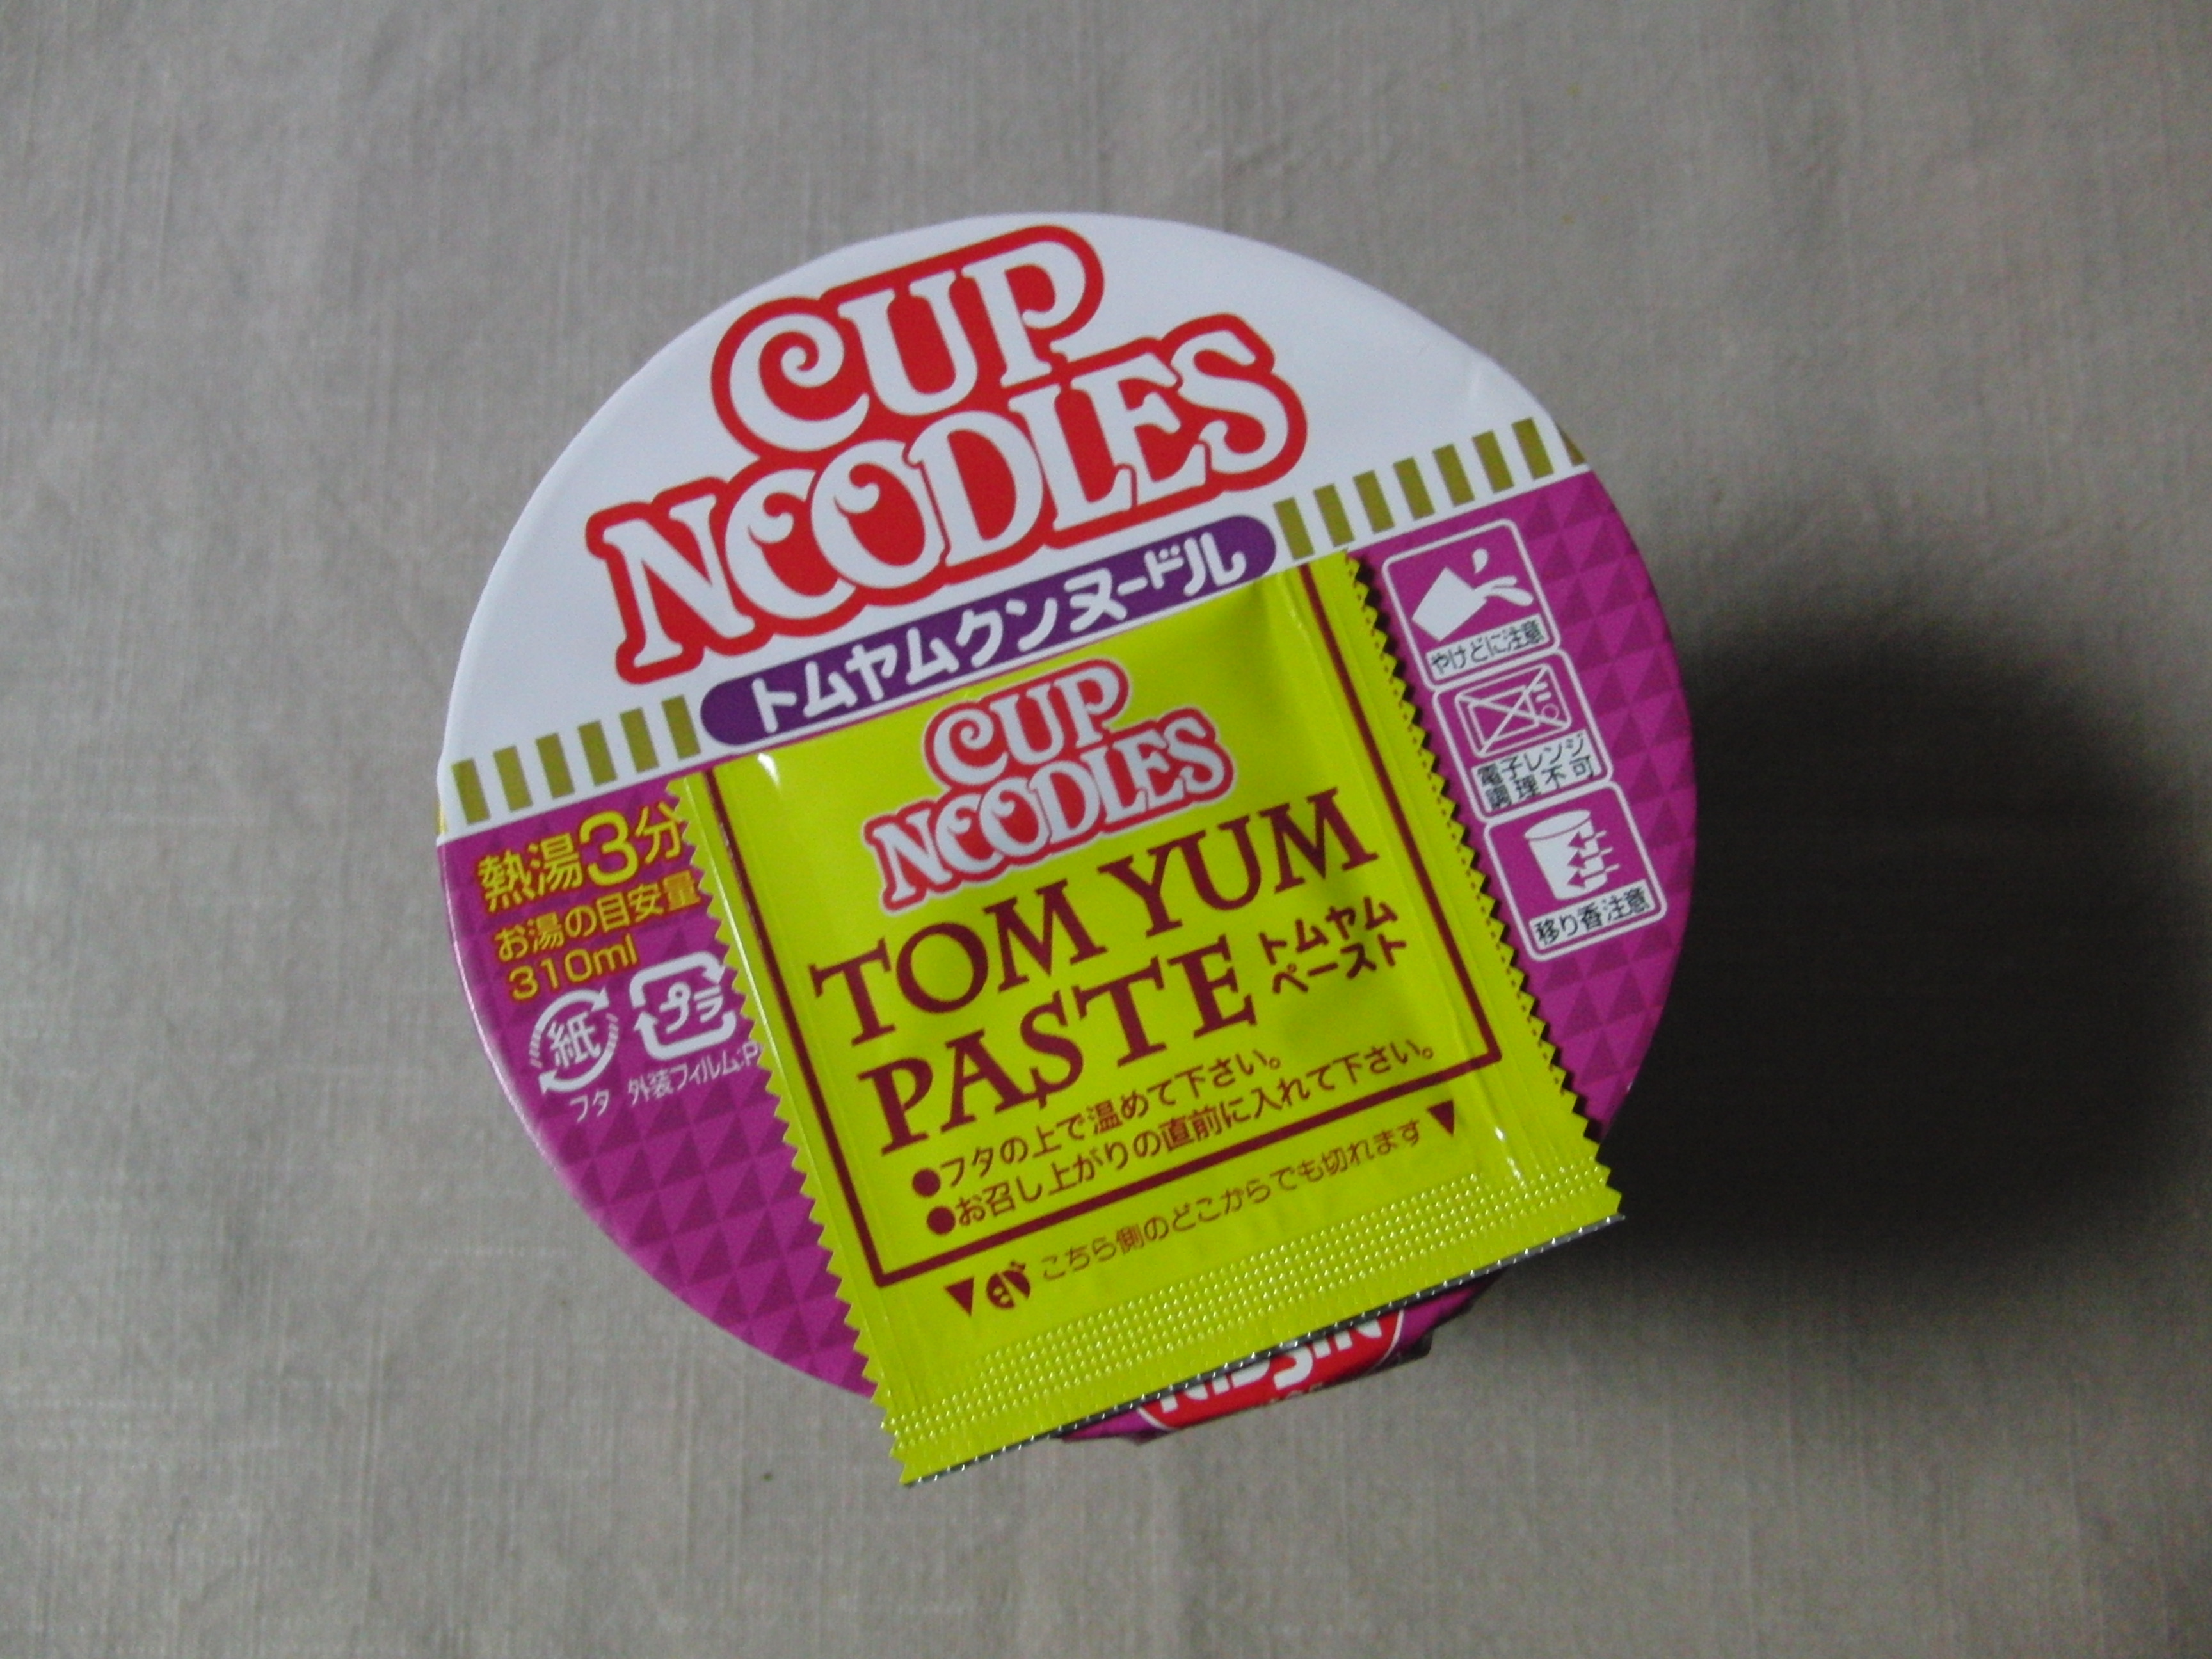 CUP
NOODLES
トムヤムクン ヌードル
熱湯3分
お湯の目安量
310ml
紙
フタ
プラ
外装フィルム:P
やけどに注意
電子レンジ
調理不可
移り香注意
CUP
NOODLES
TOM YUM
PASTE
トムヤム
ペースト
●フタの上で温めて下さい。
●お召し上がりの直前に入れて下さい。
こちら側のどこからでも切れます
NISSIN